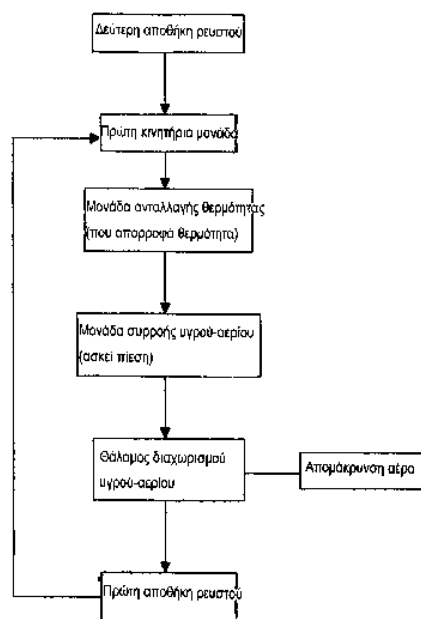 Δεύτερη αποθήκη ρευστού
Πρώτη κινητήρια μονάδα
Μονάδα ανταλλαγής θερμότητας
(που απορροφά θερμότητα)
Μονάδα συρροής υγρού-αερίου
(ασκεί πίεση)
Θάλαμος διαχωρισμού
υγρού-αερίου
Απομάκρυνση αέρα
Πρώτη αποθήκη ρευστού